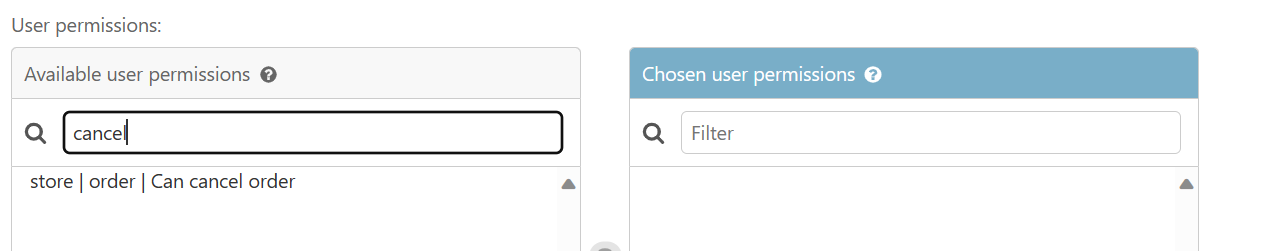 User permissions:
Available user permissions ?
Chosen user permissions ?
cancel
Filter
store | order | Can cancel order